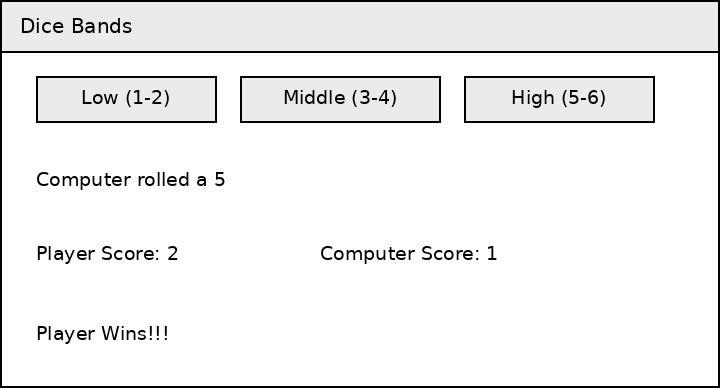 Dice Bands
Low (1-2) Middle (3-4) High (5-6)
Computer rolled a 5
Player Score: 2 Computer Score: 1
Player Wins!!!